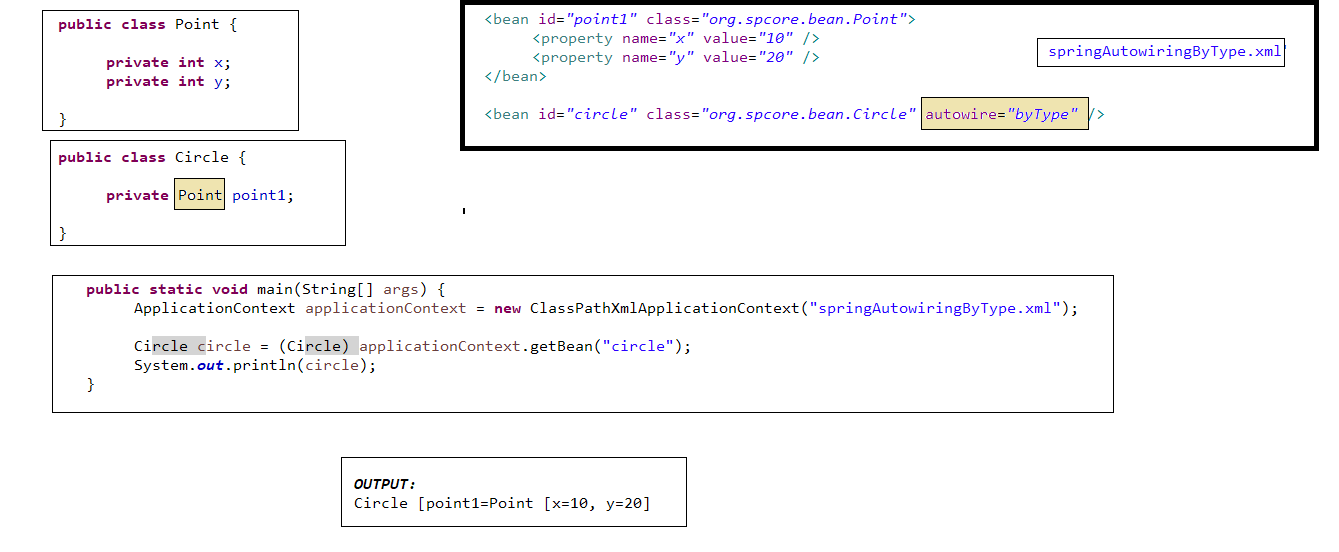 public class Point {
private int x;
private int y;
}
<bean id="point1" class="org.spcore.bean.Point">
<property name="x" value="10" />
<property name="y" value="20" />
</bean>
<bean id="circle" class="org.spcore.bean.Circle" autowire="byType" />
springAutowiringByType.xml
public class Circle {
private Point point1;
}
public static void main(String[] args) {
ApplicationContext applicationContext = new ClassPathXmlApplicationContext("springAutowiringByType.xml");
Circle circle = (Circle) applicationContext.getBean("circle");
System.out.println(circle);
}
OUTPUT:
Circle [point1=Point [x=10, y=20]